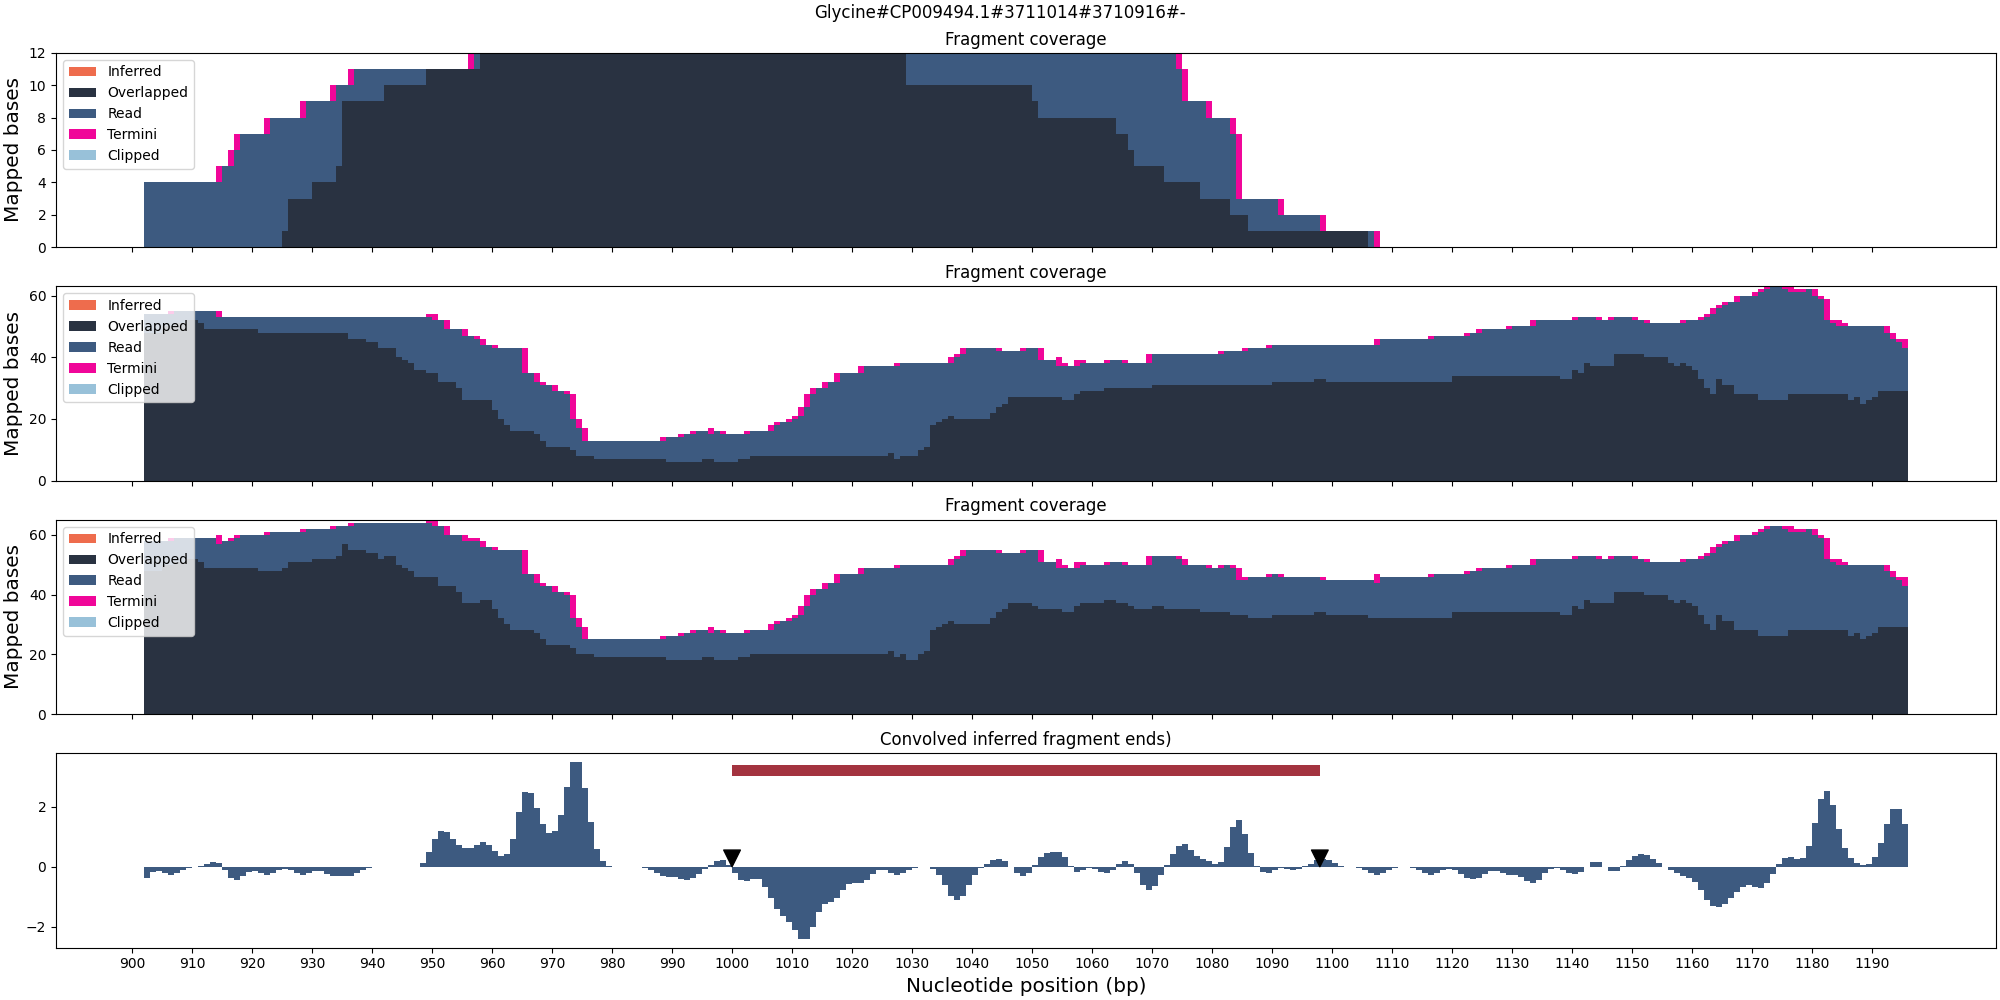 Glycine#CP009494.1#3711014#3710916#-
Fragment coverage
12
10
8
6
4
2
0
Mapped bases
Inferred
Overlapped
Read
Termini
Clipped
Fragment coverage
60
40
20
0
Mapped bases
Inferred
Overlapped
Read
Termini
Clipped
Fragment coverage
60
40
20
0
Mapped bases
Inferred
Overlapped
Read
Termini
Clipped
Convolved inferred fragment ends)
2
0
−2
900 910 920 930 940 950 960 970 980 990 1000 1010 1020 1030 1040 1050 1060 1070 1080 1090 1100 1110 1120 1130 1140 1150 1160 1170 1180 1190
Nucleotide position (bp)